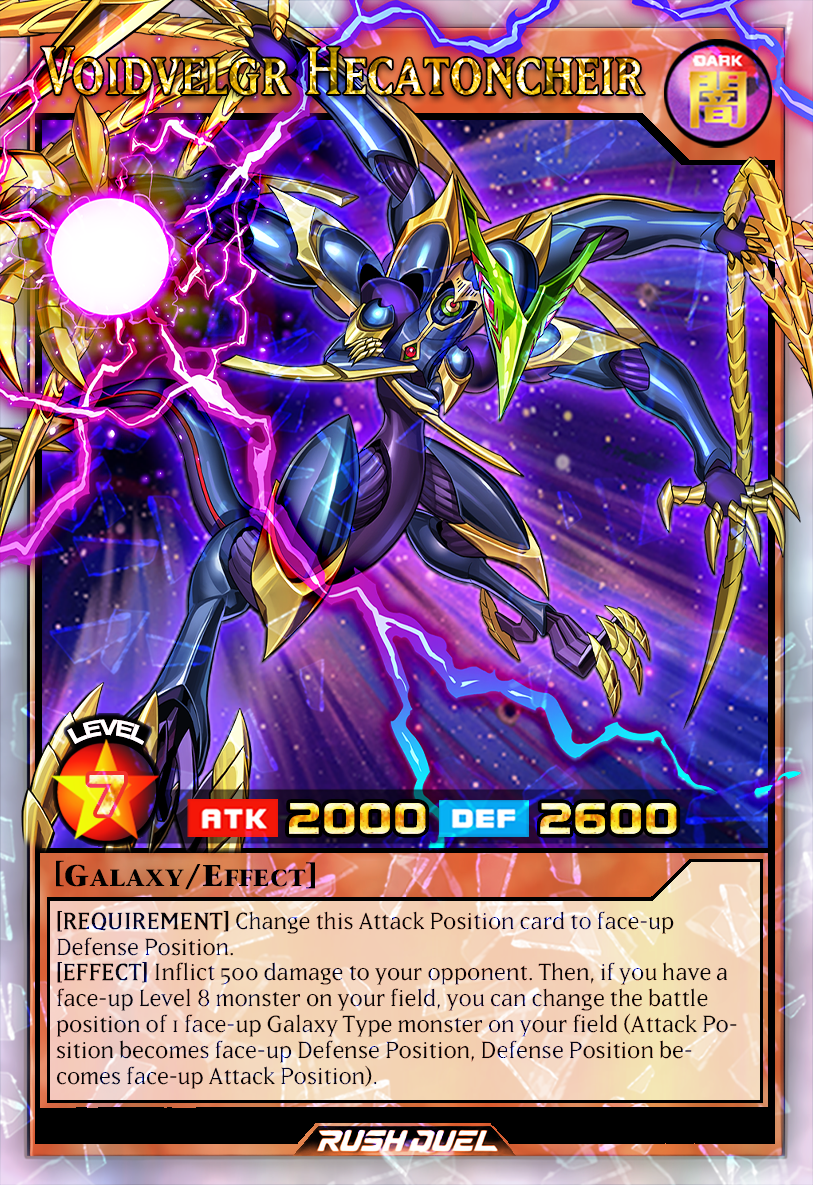 Voidvelgr Hecatoncheir
DARK
闇
LEVEL
7
ATK 2000 DEF 2600
[Galaxy/Effect]
[REQUIREMENT] Change this Attack Position card to face-up
Defense Position.
[EFFECT] Inflict 500 damage to your opponent. Then, if you have a
face-up Level 8 monster on your field, you can change the battle
position of 1 face-up Galaxy Type monster on your field (Attack Po-
sition becomes face-up Defense Position, Defense Position be-
comes face-up Attack Position).
RUSH DUEL